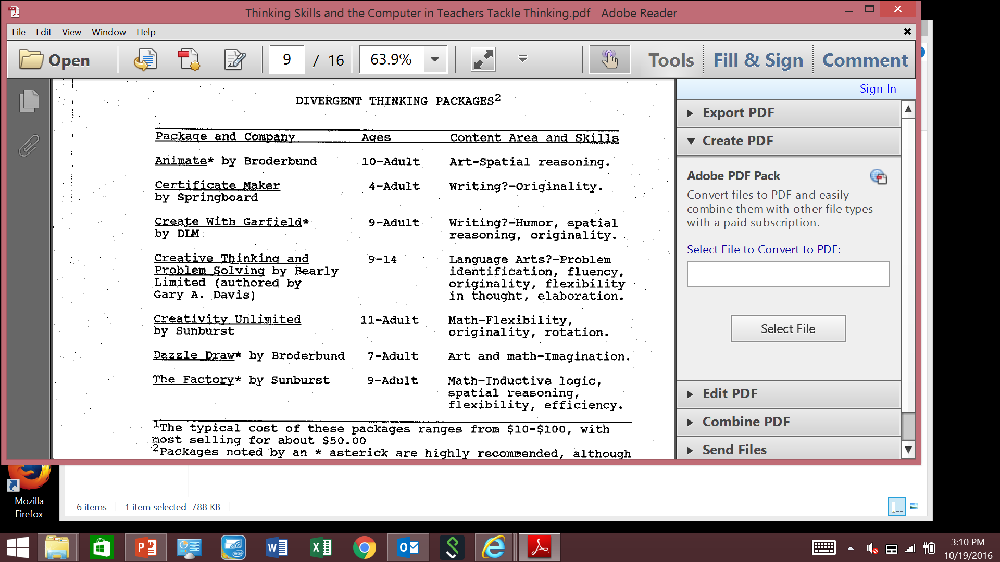 Thinking Skills and the Computer in Teachers Tackle Thinking.pdf - Adobe Reader
File Edit View Window Help
Open 9 / 16 63.9% Tools Fill & Sign Comment
Sign In
DIVERGENT THINKING PACKAGES2
Package and Company Ages Content Area and Skills
Animate* by Broderbund 10-Adult Art-Spatial reasoning.
Certificate Maker 4-Adult Writing?-Originality.
by Springboard
Create With Garfield* 9-Adult Writing?-Humor, spatial
by DLM reasoning, originality.
Creative Thinking and 9-14 Language Arts?-Problem
Problem Solving by Bearly identification, fluency,
Limited (authored by originality, flexibility
Gary A. Davis) in thought, elaboration.
Creativity Unlimited 11-Adult Math-Flexibility,
by Sunburst originality, rotation.
Dazzle Draw* by Broderbund 7-Adult Art and math-Imagination.
The Factory* by Sunburst 9-Adult Math-Inductive logic,
spatial reasoning,
flexibility, efficiency.
1The typical cost of these packages ranges from $10-$100, with
most selling for about $50.00
2Packages noted by an * asterick are highly recommended, although
Export PDF
Create PDF
Adobe PDF Pack
Convert files to PDF and easily
combine them with other file types
with a paid subscription.
Select File to Convert to PDF:
Select File
Edit PDF
Combine PDF
Send Files
Mozilla
Firefox
6 items 1 item selected 788 KB
intel
3:10 PM
10/19/2016